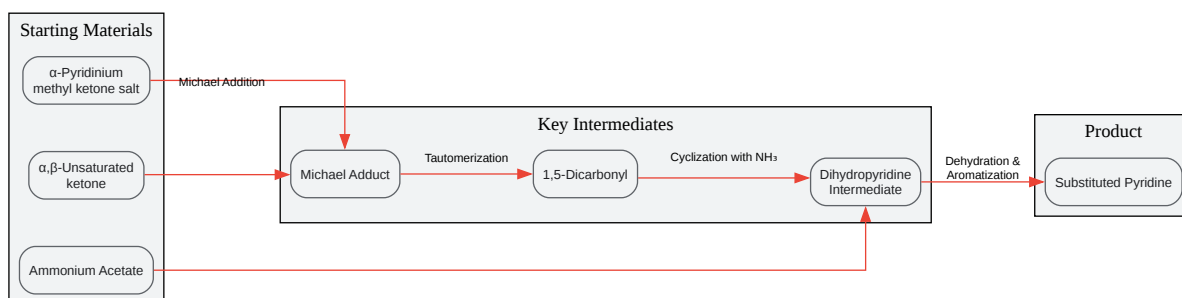 Starting Materials
α-Pyridinium
methyl ketone salt
Michael Addition
α,β-Unsaturated
ketone
Ammonium Acetate
Key Intermediates
Michael Adduct
Tautomerization
1,5-Dicarbonyl
Cyclization with NH₃
Dihydropyridine
Intermediate
Dehydration &
Aromatization
Product
Substituted Pyridine